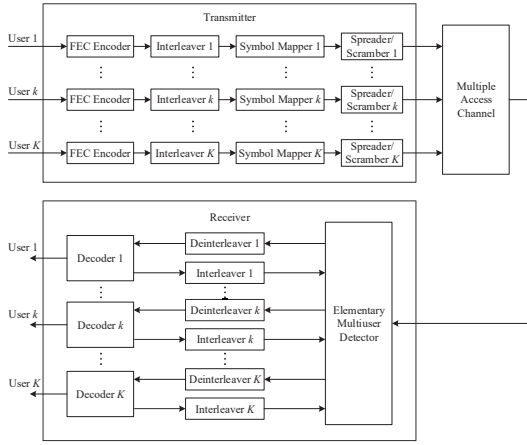 Transmitter
User 1
FEC Encoder
Interleaver 1
Symbol Mapper 1
Spreader/
Scramber 1
User k
FEC Encoder
Interleaver k
Symbol Mapper k
Spreader/
Scramber k
User K
FEC Encoder
Interleaver K
Symbol Mapper K
Spreader/
Scramber K
Multiple
Access
Channel
Receiver
User 1
Decoder 1
Deinterleaver 1
Interleaver 1
User k
Decoder k
Deinterleaver k
Interleaver k
User K
Decoder K
Deinterleaver K
Interleaver K
Elementary
Multiuser
Detector